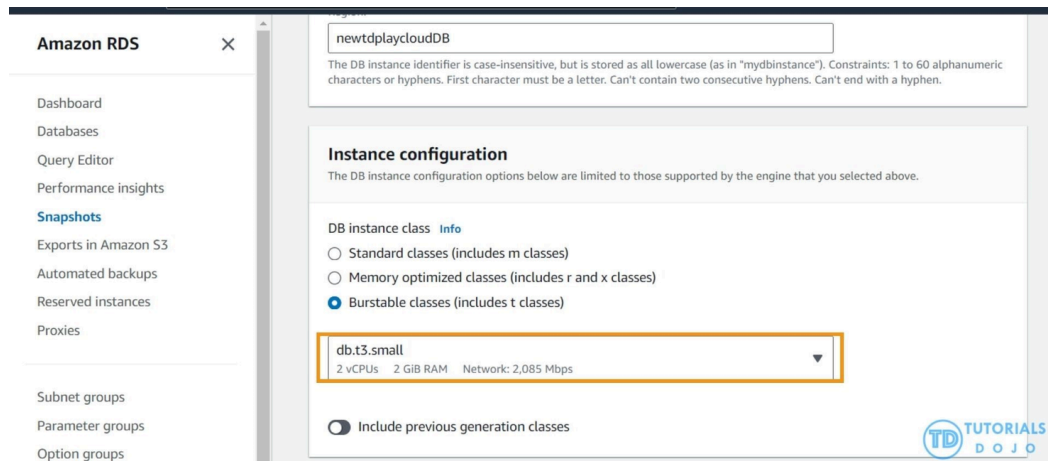 Amazon RDS
Dashboard
Databases
Query Editor
Performance insights
Snapshots
Exports in Amazon S3
Automated backups
Reserved instances
Proxies
Subnet groups
Parameter groups
Option groups
newtdplaycloudDB
The DB instance identifier is case-insensitive, but is stored as all lowercase (as in "mydbinstance"). Constraints: 1 to 60 alphanumeric
characters or hyphens. First character must be a letter. Can't contain two consecutive hyphens. Can't end with a hyphen.
Instance configuration
The DB instance configuration options below are limited to those supported by the engine that you selected above.
DB instance class Info
Standard classes (includes m classes)
Memory optimized classes (includes r and x classes)
Burstable classes (includes t classes)
db.t3.small
2 vCPUs 2 GiB RAM Network: 2,085 Mbps
Include previous generation classes
TD TUTORIALS
DOJO